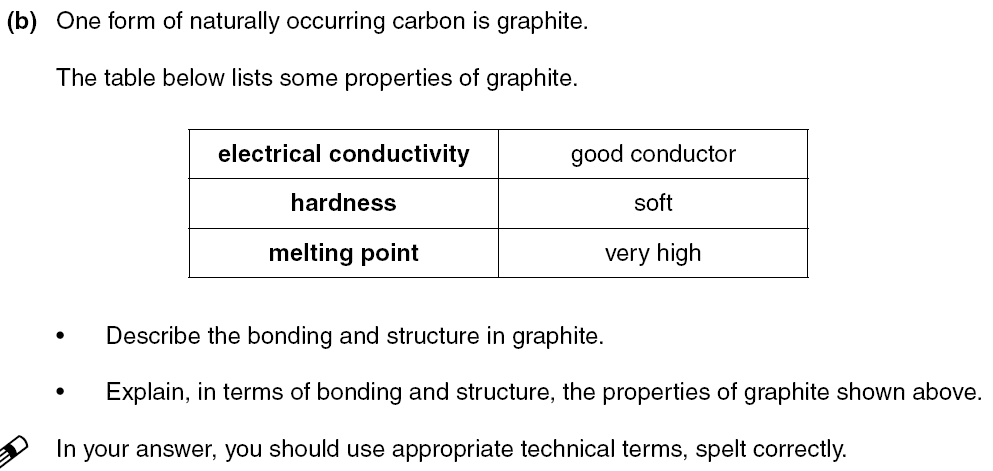 (b) One form of naturally occurring carbon is graphite.
The table below lists some properties of graphite.
electrical conductivity good conductor
hardness soft
melting point very high
• Describe the bonding and structure in graphite.
• Explain, in terms of bonding and structure, the properties of graphite shown above.
In your answer, you should use appropriate technical terms, spelt correctly.